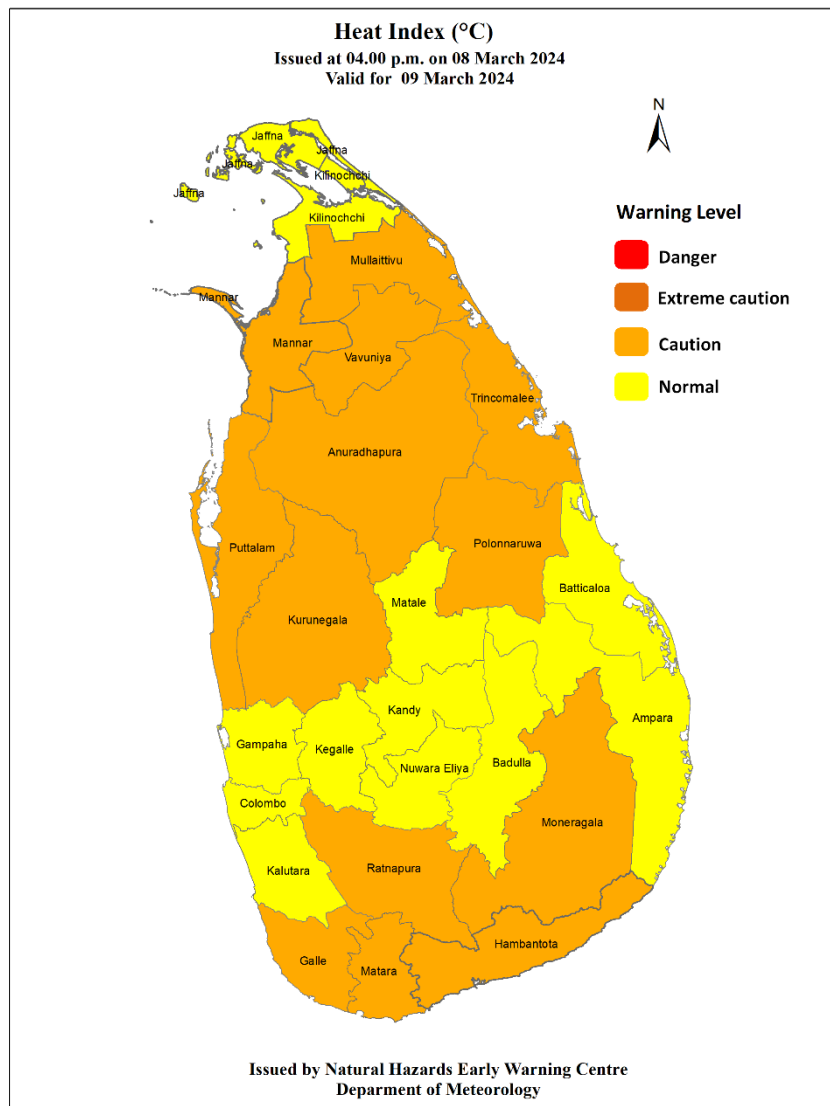 Heat Index (°C)
Issued at 04.00 p.m. on 08 March 2024
Valid for 09 March 2024
N
Jaffna
Jaffna
Jaffna
Kilinochchi
Jaffna
Kilinochchi
Warning Level
Danger
Mullaittivu
Extreme caution
Mannar
Caution
Mannar
Vavuniya
Normal
Trincomalee
Anuradhapura
Polonnaruwa
Puttalam
Batticaloa
Matale
Kurunegala
Kandy
Ampara
Gampaha
Kegalle
Badulla
Nuwara Eliya
Colombo
Moneragala
Ratnapura
Kalutara
Hambantota
Galle
Matara
Issued by Natural Hazards Early Warning Centre
Deparment of Meteorology